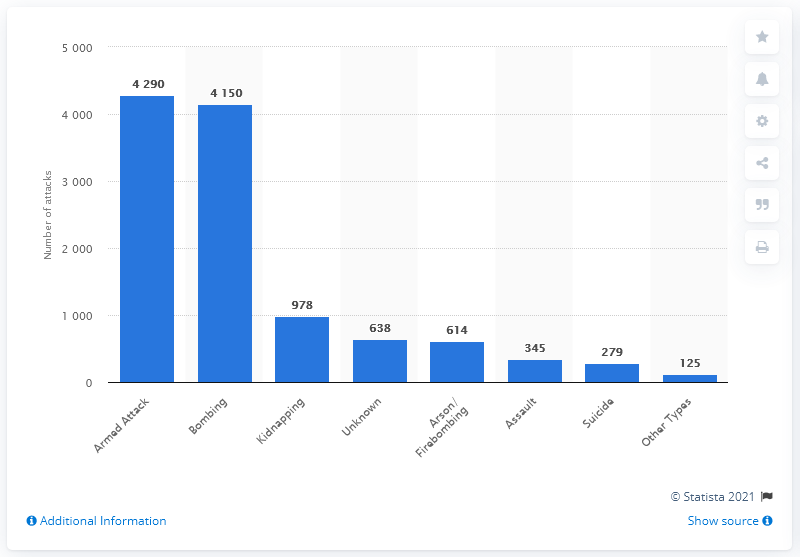 5 000
4 000
3 000
2 000
1 000
0
Number of attacks
4 290
4 150
978
638
614
345
279
125
Armed Attack
Bombing
Kidnapping
Unknown
Arson/
Firebombing
Assault
Suicide
Other Types
© Statista 2021
Additional Information
Show source